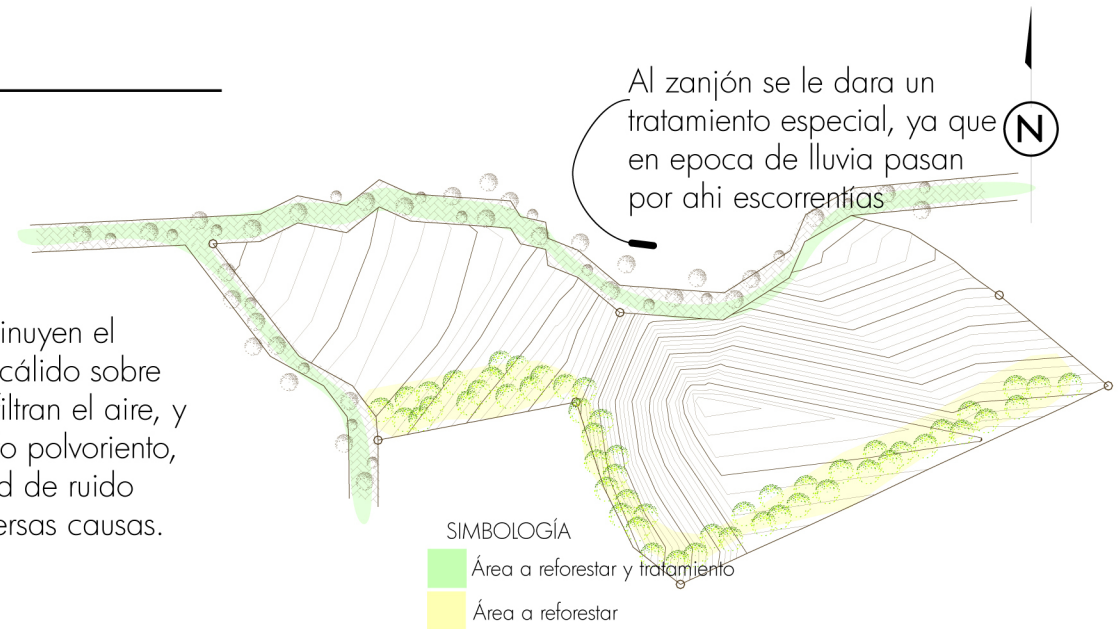 Al zanjón se le dara un
tratamiento especial, ya que
en epoca de lluvia pasan
por ahi escorrentías
N
inuyen el
cálido sobre
filtran el aire, y
o polvoriento,
d de ruido
ersas causas.
SIMBOLOGÍA
Área a reforestar y tratamiento
Área a reforestar